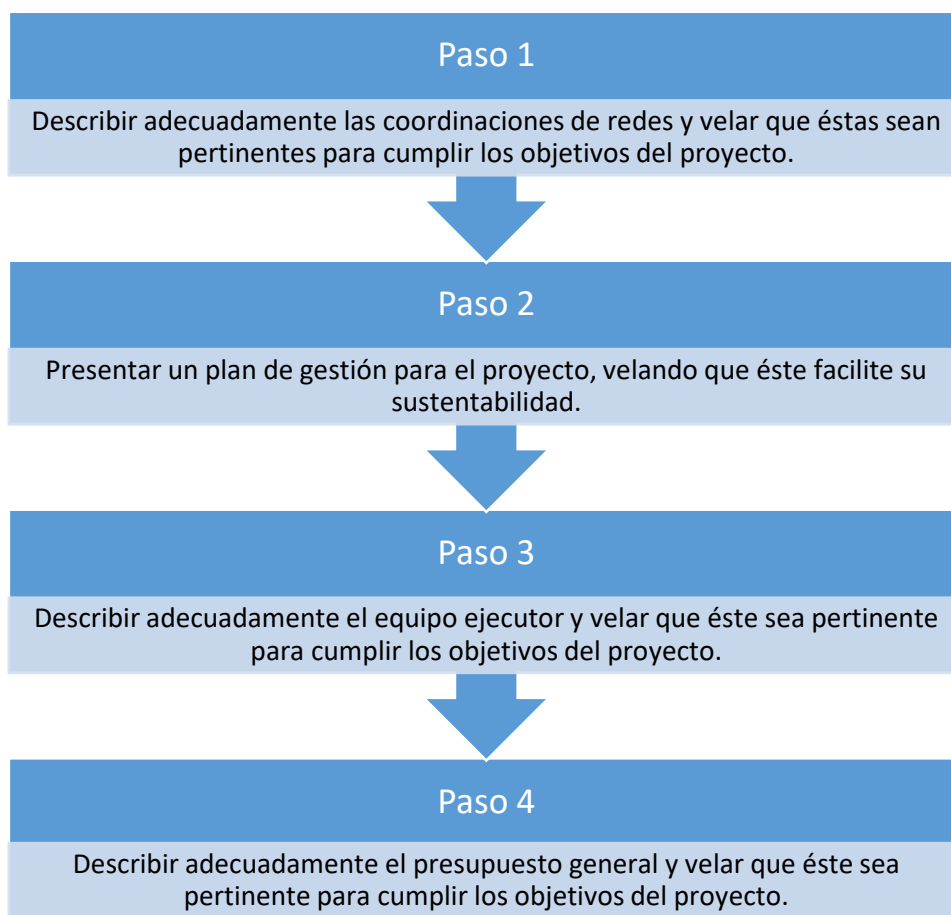 Paso 1
Describir adecuadamente las coordinaciones de redes y velar que éstas sean
pertinentes para cumplir los objetivos del proyecto.
Paso 2
Presentar un plan de gestión para el proyecto, velando que éste facilite su
sustentabilidad.
Paso 3
Describir adecuadamente el equipo ejecutor y velar que éste sea pertinente
para cumplir los objetivos del proyecto.
Paso 4
Describir adecuadamente el presupuesto general y velar que éste sea
pertinente para cumplir los objetivos del proyecto.